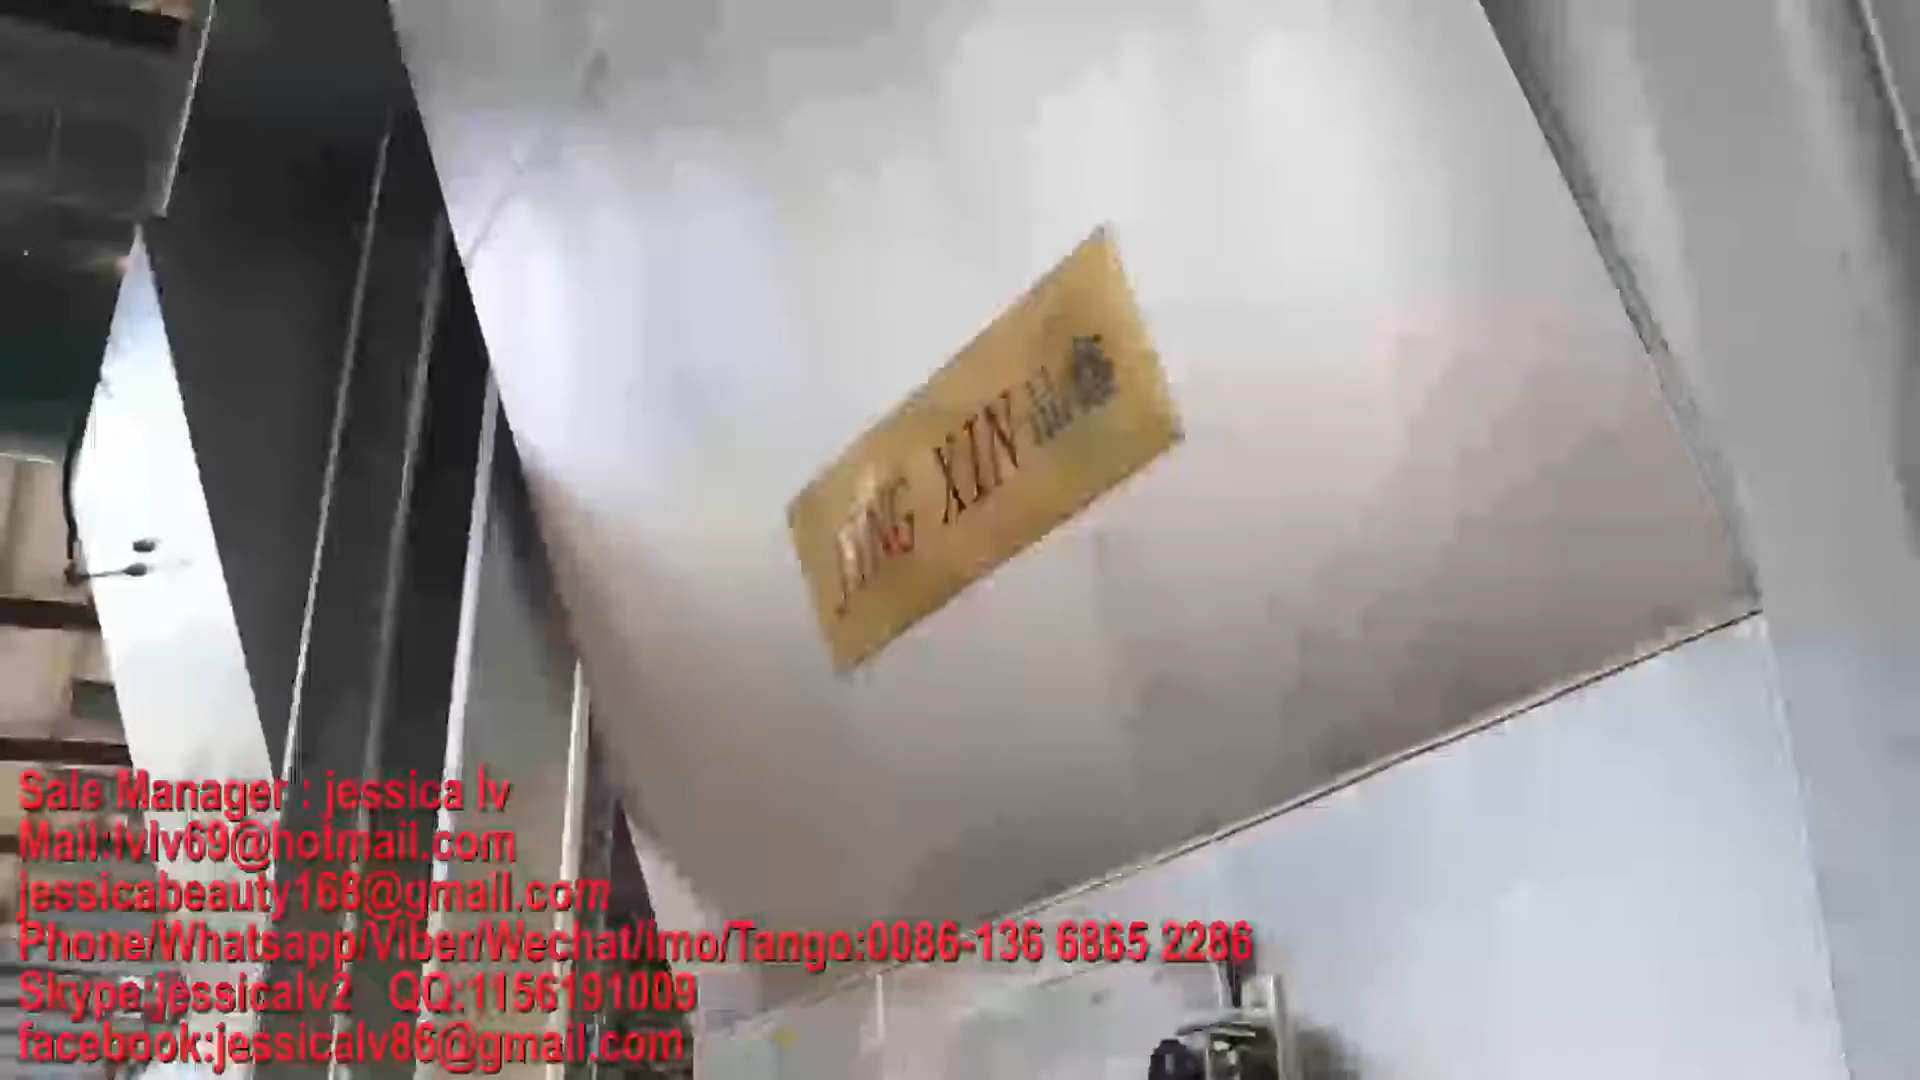 JING XIN 晶鑫
Sale Manager : jessica lv
Mail:lvlv69@hotmail.com
jessicabeauty168@gmail.com
Phone/Whatsapp/Viber/Wechat/imo/Tango:0086-136 6865 2286
Skype:jessicalv2 QQ:1156191009
facebook:jessicalv86@gmail.com